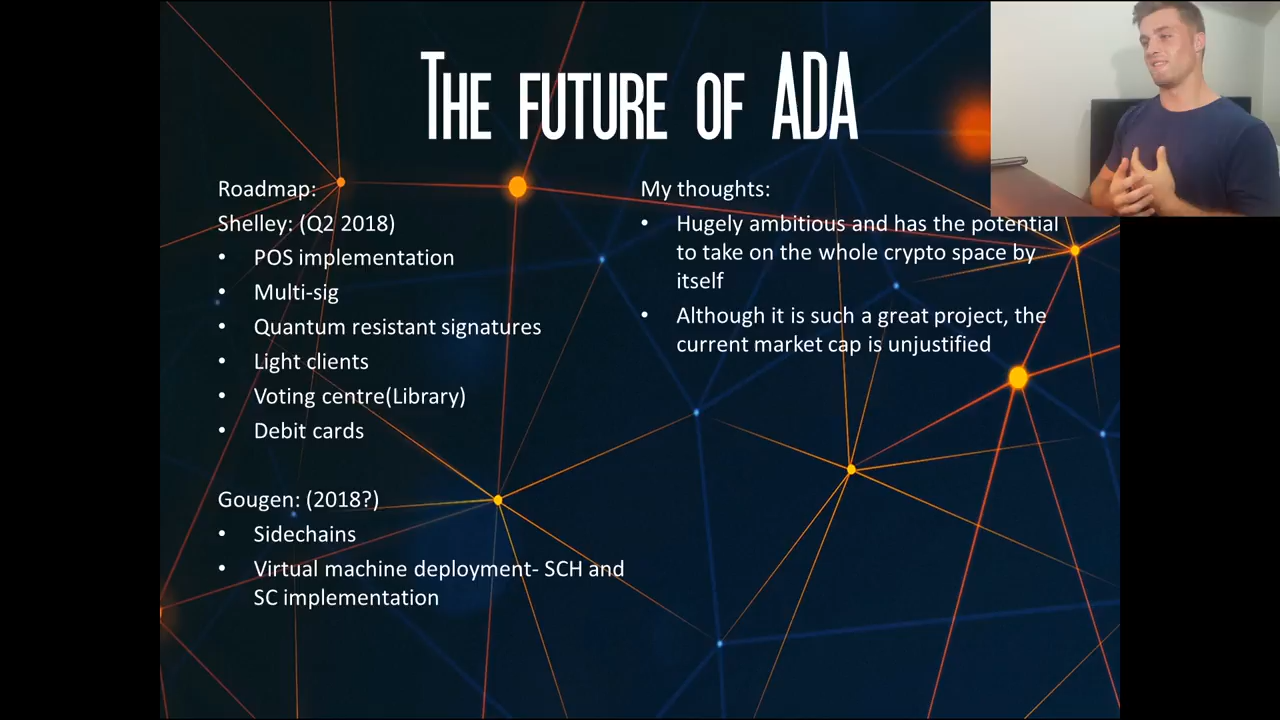 THE FUTURE OF ADA
Roadmap:
Shelley: (Q2 2018)
• POS implementation
• Multi-sig
• Quantum resistant signatures
• Light clients
• Voting centre(Library)
• Debit cards
Gougen: (2018?)
• Sidechains
• Virtual machine deployment- SCH and
SC implementation
My thoughts:
• Hugely ambitious and has the potential
to take on the whole crypto space by
itself
• Although it is such a great project, the
current market cap is unjustified